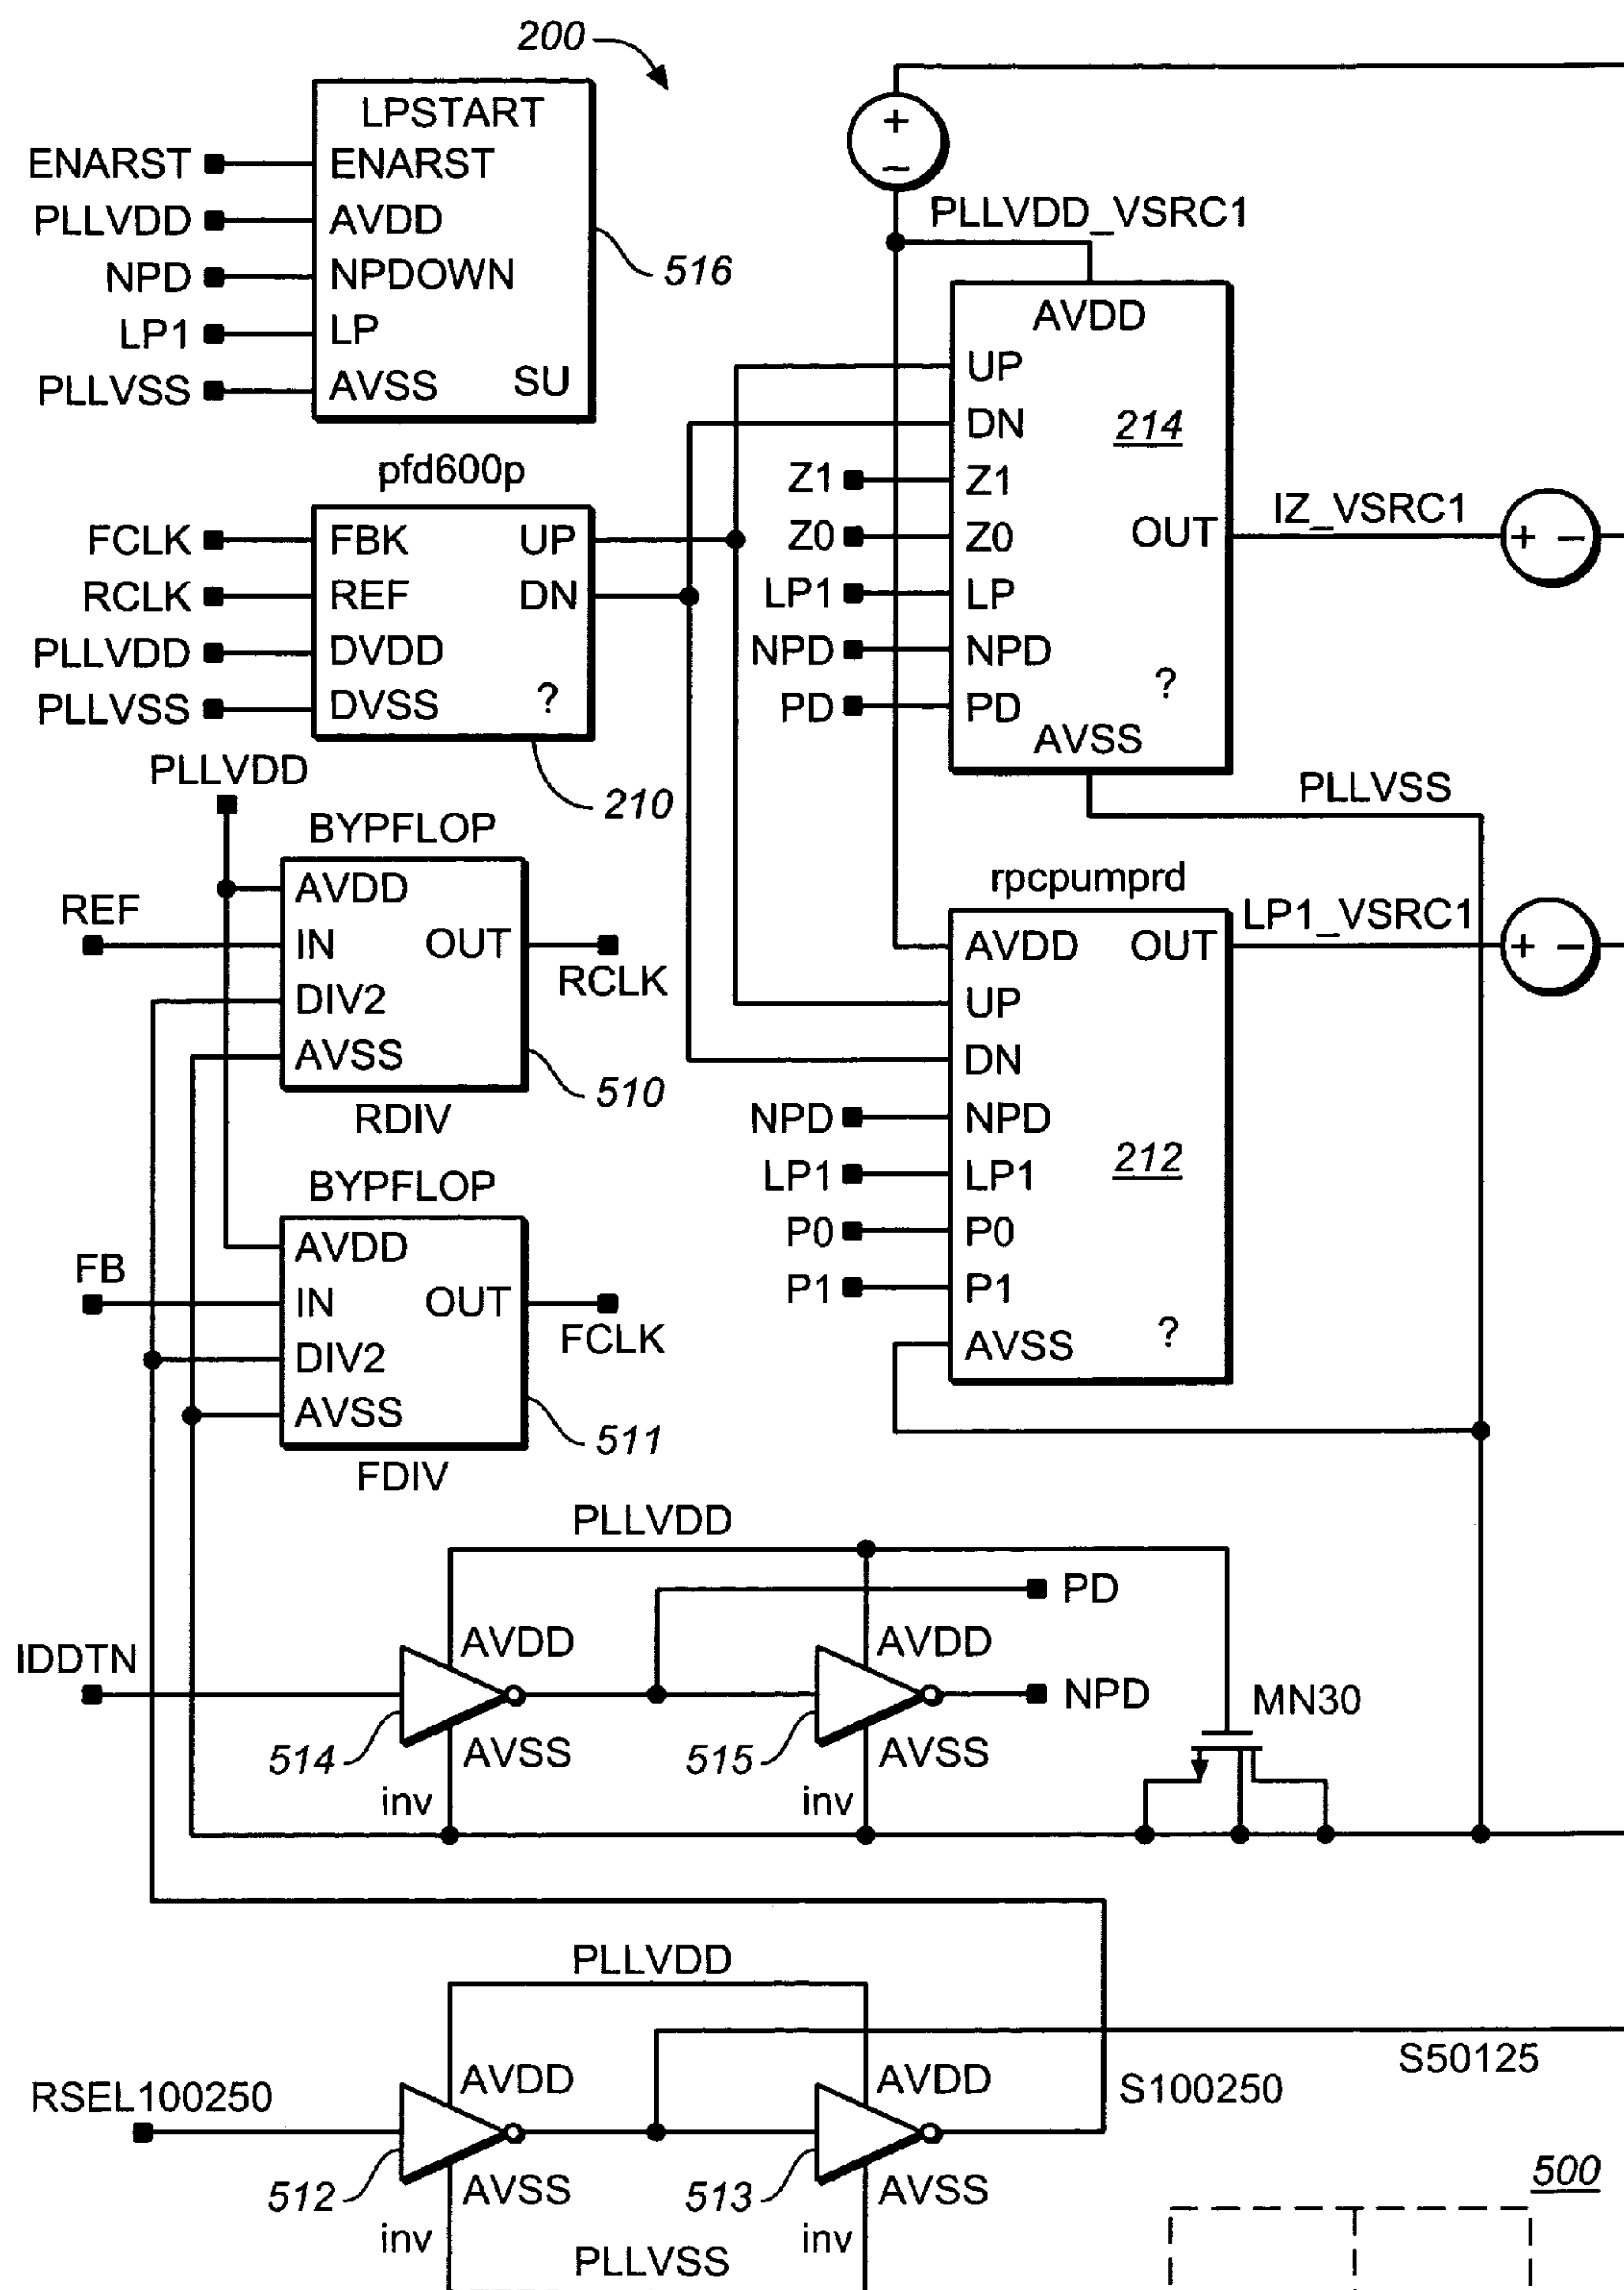 200
LPSTART
ENARST ENARST
PLLVDD AVDD
NPD NPDOWN
LP1 LP
PLLVSS AVSS SU
516
pfd600p
FCLK FBK UP
RCLK REF DN
PLLVDD DVDD
PLLVSS DVSS ?
210
+
−
PLLVDD_VSRC1
AVDD
UP
DN
214
Z1 Z1
Z0 Z0
OUT
IZ_VSRC1
+ −
LP1 LP
NPD NPD
PD PD
?
AVSS
PLLVSS
PLLVDD
BYPFLOP
AVDD
REF
IN OUT
RCLK
DIV2
AVSS
510
RDIV
BYPFLOP
AVDD
FB
IN OUT
FCLK
DIV2
AVSS
511
FDIV
rpcpumprd
AVDD OUT
LP1_VSRC1
+ −
UP
DN
NPD NPD
212
LP1 LP1
P0 P0
P1 P1
?
AVSS
PLLVDD
PD
AVDD
AVDD
IDDTN
NPD
MN30
514
AVSS
515
AVSS
inv
inv
PLLVDD
S50125
AVDD
AVDD
S100250
RSEL100250
512
AVSS
513
AVSS
inv
inv
PLLVSS
500